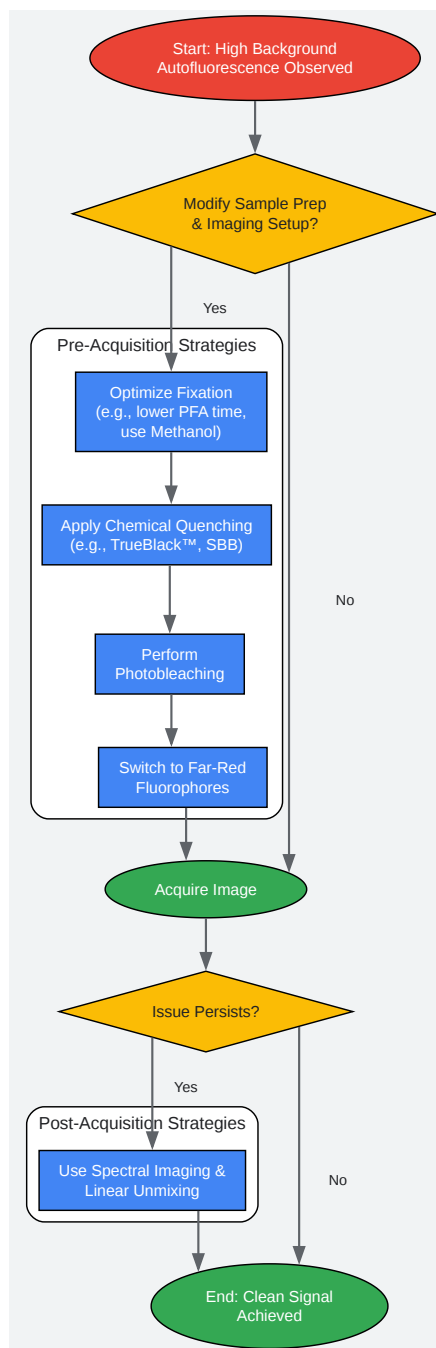 Start: High Background
Autofluorescence Observed
Modify Sample Prep
& Imaging Setup?
Yes
Pre-Acquisition Strategies
Optimize Fixation
(e.g., lower PFA time,
use Methanol)
Apply Chemical Quenching
(e.g., TrueBlack™, SBB)
No
Perform
Photobleaching
Switch to Far-Red
Fluorophores
Acquire Image
Issue Persists?
Yes
Post-Acquisition Strategies
Use Spectral Imaging &
Linear Unmixing
No
End: Clean Signal
Achieved